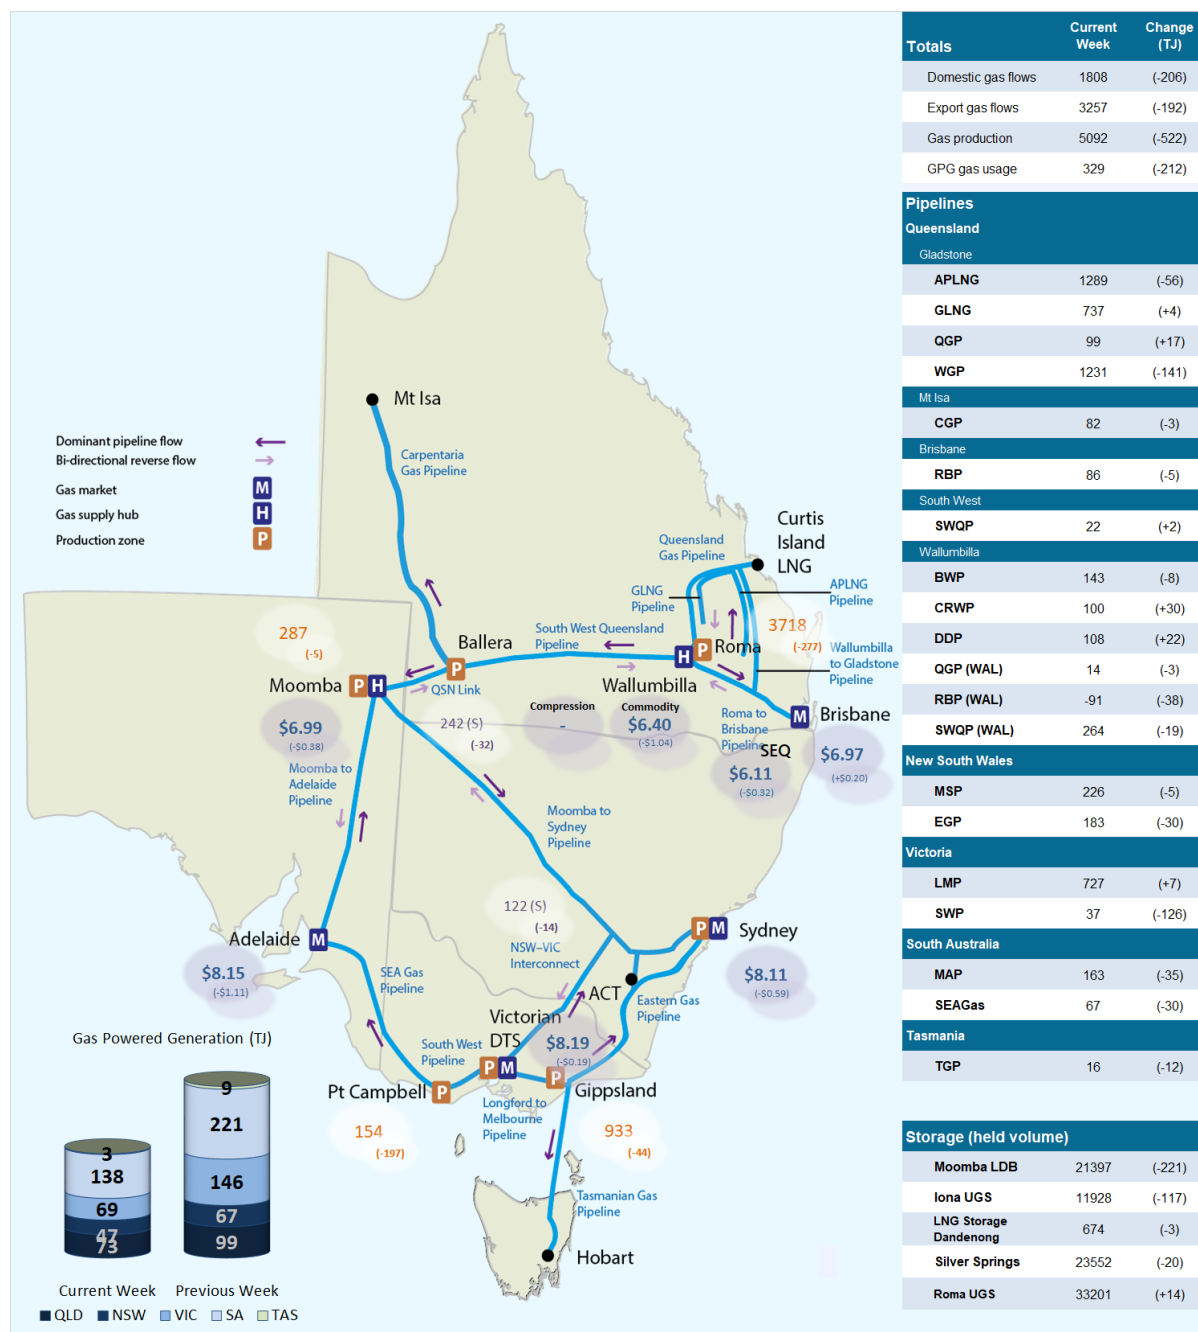 Dominant pipeline flow
Bi-directional reverse flow
Gas market M
Gas supply hub H
Production zone P
Mt Isa
Carpentaria
Gas Pipeline
Curtis
Island
LNG
Queensland
Gas Pipeline
GLNG
Pipeline
APLNG
Pipeline
3718
(-277)
Wallumbilla
to Gladstone
Pipeline
287
(-5)
Ballera
P
South West Queensland
Pipeline
H P Roma
Moomba P H
QSN Link
Wallumbilla
$6.99
(-$0.38)
242 (S)
(-32)
Compression
-
Commodity
$6.40
(-$1.04)
Roma to
Brisbane
Pipeline
M Brisbane
SEQ
$6.11
(-$0.32)
$6.97
(+$0.20)
Moomba to
Adelaide
Pipeline
Moomba to
Sydney
Pipeline
122 (S)
(-14)
NSW–VIC
Interconnect
P M Sydney
$8.11
(-$0.59)
Adelaide M
$8.15
(-$1.11)
SEA Gas
Pipeline
ACT
Eastern Gas
Pipeline
Victorian
DTS
P M
$8.19
(-$0.19)
South West
Pipeline
Pt Campbell P
154
(-197)
P
Gippsland
933
(-44)
Longford to
Melbourne
Pipeline
Tasmanian Gas
Pipeline
Hobart
Gas Powered Generation (TJ)
3
138
69
47
73
9
221
146
67
99
Current Week Previous Week
QLD NSW VIC SA TAS
Totals Current Week Change (TJ)
Domestic gas flows 1808 (-206)
Export gas flows 3257 (-192)
Gas production 5092 (-522)
GPG gas usage 329 (-212)
Pipelines
Queensland
Gladstone
APLNG 1289 (-56)
GLNG 737 (+4)
QGP 99 (+17)
WGP 1231 (-141)
Mt Isa
CGP 82 (-3)
Brisbane
RBP 86 (-5)
South West
SWQP 22 (+2)
Wallumbilla
BWP 143 (-8)
CRWP 100 (+30)
DDP 108 (+22)
QGP (WAL) 14 (-3)
RBP (WAL) -91 (-38)
SWQP (WAL) 264 (-19)
New South Wales
MSP 226 (-5)
EGP 183 (-30)
Victoria
LMP 727 (+7)
SWP 37 (-126)
South Australia
MAP 163 (-35)
SEAGas 67 (-30)
Tasmania
TGP 16 (-12)
Storage (held volume)
Moomba LDB 21397 (-221)
Iona UGS 11928 (-117)
LNG Storage
Dandenong 674 (-3)
Silver Springs 23552 (-20)
Roma UGS 33201 (+14)